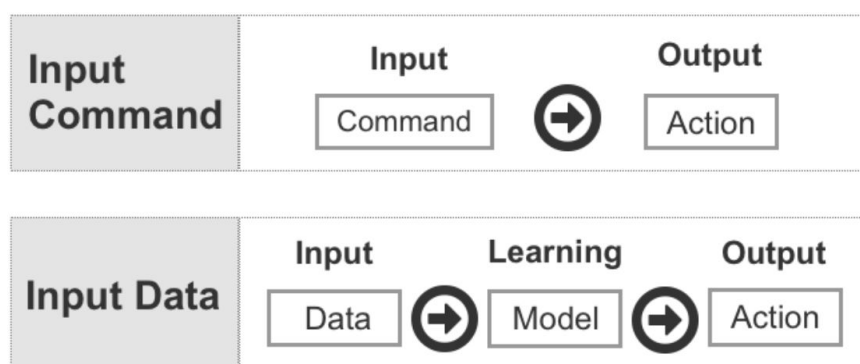 Input
Command
Input Output
Command Action
Input Data
Input Learning Output
Data Model Action